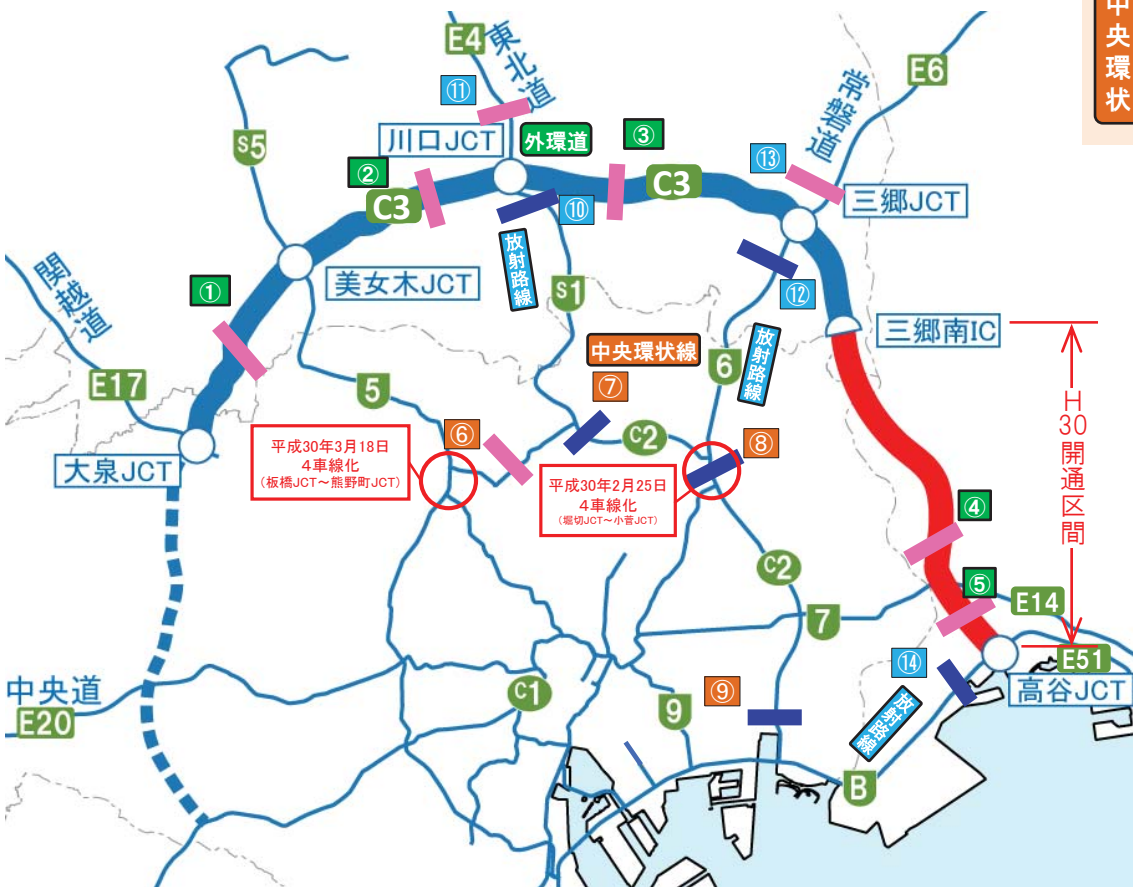 中
央
環
状
E4
東北道
⑪
E6
常磐道
S5
川口JCT
外環道
③
②
C3
C3
⑬
三郷JCT
⑩
放射路線
関越道
①
美女木JCT
S1
⑫
三郷南IC
中央環状線
6
放射路線
E17
5
⑦
H30開通区間
⑥
C2
⑧
平成30年3月18日
4車線化
(板橋JCT～熊野町JCT)
大泉JCT
平成30年2月25日
4車線化
(堀切JCT～小菅JCT)
④
C2
⑤
E14
7
⑭
E51
高谷JCT
中央道
E20
C1
9
⑨
放射路線
B